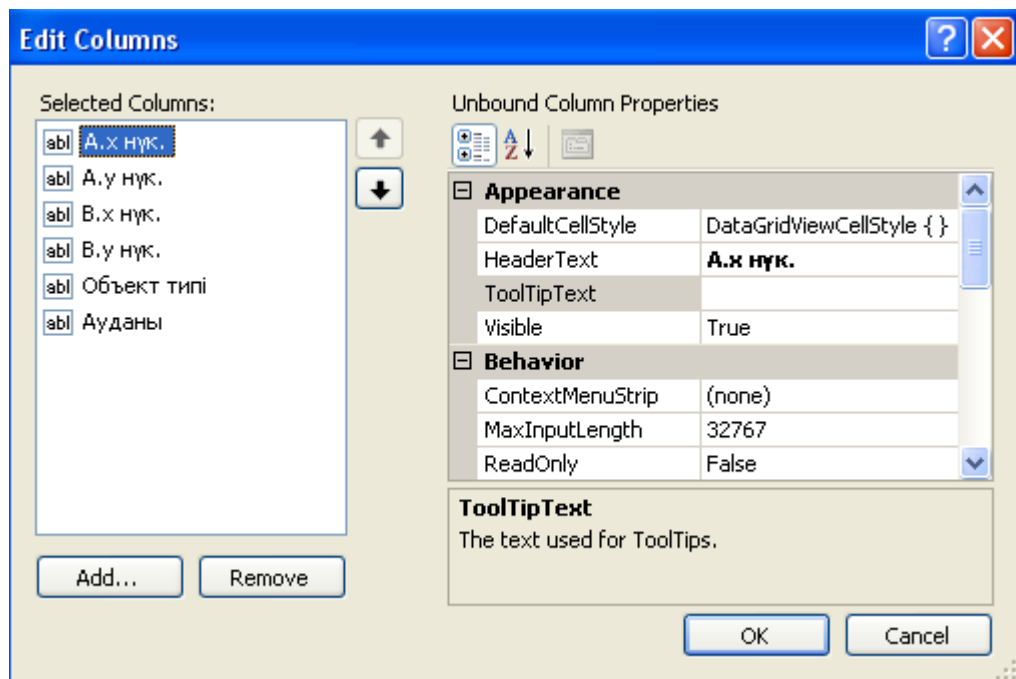 Edit Columns
Selected Columns:
abl А.х нүк.
abl А.у нүк.
abl В.х нүк.
abl В.у нүк.
abl Объект типі
abl Ауданы
Add...
Remove
Unbound Column Properties
A
Z
Appearance
DefaultCellStyle DataGridViewCellStyle { }
HeaderText А.х нүк.
ToolTipText
Visible True
Behavior
ContextMenuStrip (none)
MaxInputLength 32767
ReadOnly False
ToolTipText
The text used for ToolTips.
OK
Cancel